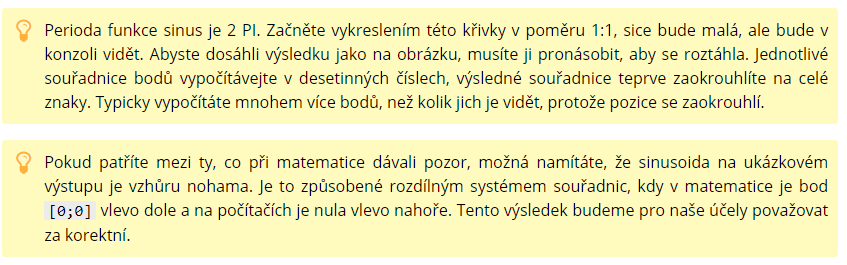 Perioda funkce sinus je 2 PI. Začněte vykreslením této křivky v poměru 1:1, sice bude malá, ale bude v
konzoli vidět. Abyste dosáhli výsledku jako na obrázku, musíte ji pronásobit, aby se roztáhla. Jednotlivé
souřadnice bodů vypočítávejte v desetinných číslech, výsledné souřadnice teprve zaokrouhlíte na celé
znaky. Typicky vypočítáte mnohem více bodů, než kolik jich je vidět, protože pozice se zaokrouhlí.
Pokud patříte mezi ty, co při matematice dávali pozor, možná namítáte, že sinusoida na ukázkovém
výstupu je vzhůru nohama. Je to způsobené rozdílným systémem souřadnic, kdy v matematice je bod
[0;0] vlevo dole a na počítačích je nula vlevo nahoře. Tento výsledek budeme pro naše účely považovat
za korektní.